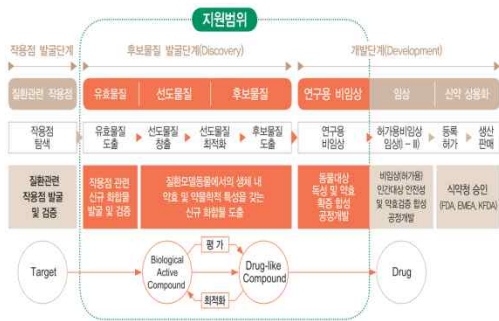 지원범위
작용점 발굴단계
후보물질 발굴단계(Discovery)
개발단계(Development)
질환관련 작용점
유효물질
선도물질
후보물질
연구용 비임상
임상
신약 상용화
작용점
탐색
유효물질
도출
선도물질
창출
선도물질
최적화
후보물질
도출
연구용
비임상
허가용비임상
임상(I ~ III)
등록
허가
생산
판매
질환관련
작용점 발굴
및 검증
작용점 관련
신규 화합물
발굴 및 검증
질환모델동물에서의 생체 내
약효 및 약물학적 특성을 갖는
신규 화합물 도출
동물대상
독성 및 약효
확증 합성
공정개발
비임상(허가용)
인간대상 안전성
및 약효검증 합성
공정개발
식약청 승인
(FDA, EMEA, KFDA)
Target
Biological
Active
Compound
평 가
최적화
Drug-like
Compound
Drug